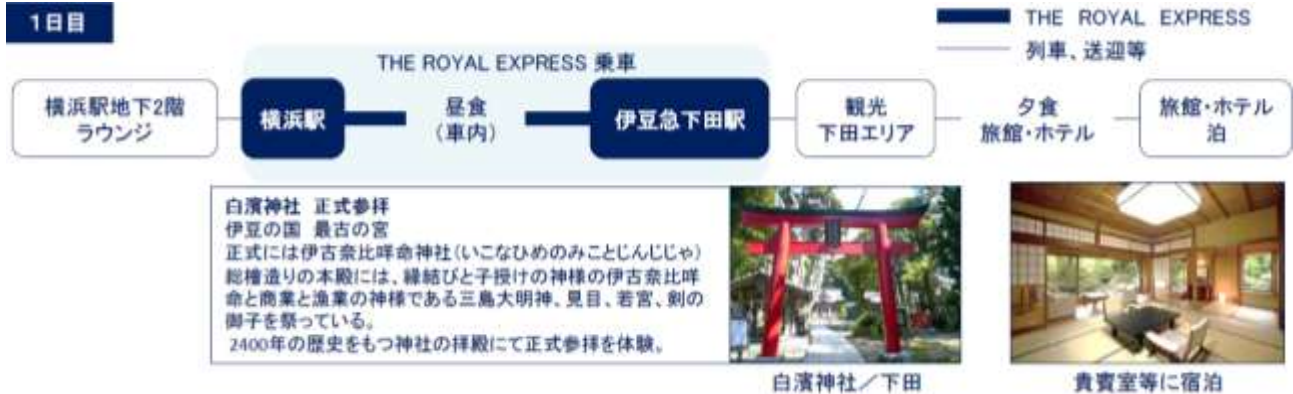 1日目
THE ROYAL EXPRESS
列車、送迎等
THE ROYAL EXPRESS 乗車
横浜駅地下2階
ラウンジ
横浜駅
昼食
（車内）
伊豆急下田駅
観光
下田エリア
夕食
旅館・ホテル
旅館・ホテル
泊
白濱神社 正式参拝
伊豆の国 最古の宮
正式には伊古奈比咩命神社（いこなひめのみことじんじじゃ）
総檜造りの本殿には、縁結びと子授けの神様の伊古奈比咩
命と商業と漁業の神様である三島大明神、見目、若宮、剣の
御子を祭っている。
2400年の歴史をもつ神社の拝殿にて正式参拝を体験。
白濱神社／下田
貴賓室等に宿泊